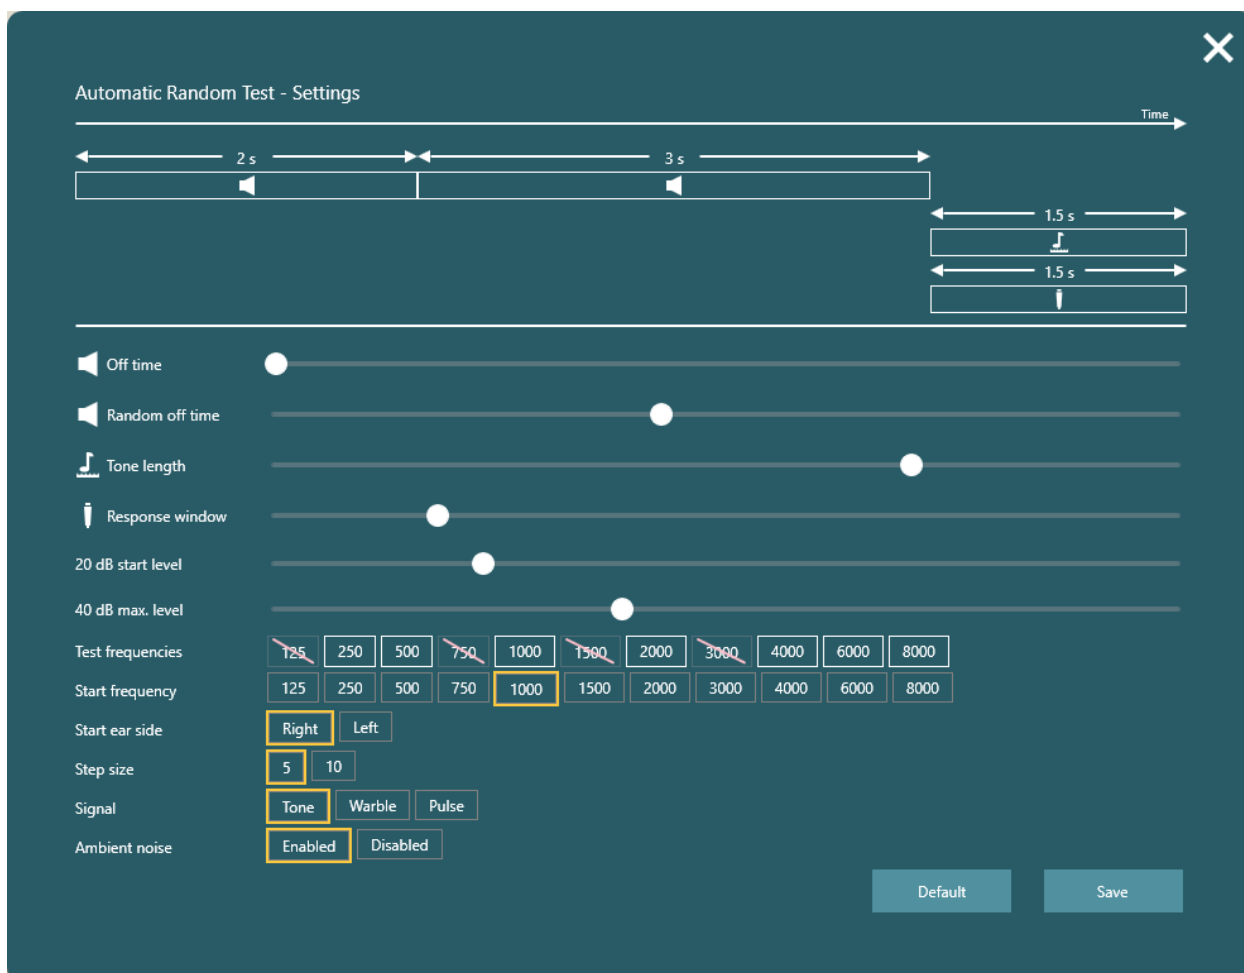 Automatic Random Test - Settings
Time
2 s 3 s
1.5 s
1.5 s
Off time
Random off time
Tone length
Response window
20 dB start level
40 dB max. level
Test frequencies 125 250 500 750 1000 1500 2000 3000 4000 6000 8000
Start frequency 125 250 500 750 1000 1500 2000 3000 4000 6000 8000
Start ear side Right Left
Step size 5 10
Signal Tone Warble Pulse
Ambient noise Enabled Disabled
Default Save